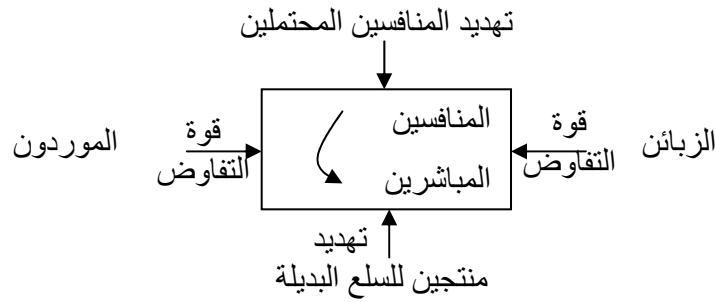 تهديد المنافسين المحتملين
المنافسين
المباشرين
الزبائن
قوة
التفاوض
الموردون
قوة
التفاوض
تهديد
منتجين للسلع البديلة